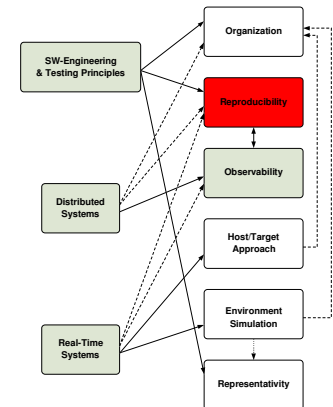 SW-Engineering
& Testing Principles
Distributed
Systems
Real-Time
Systems
Organization
Reproducibility
Observability
Host/Target
Approach
Environment
Simulation
Representativity